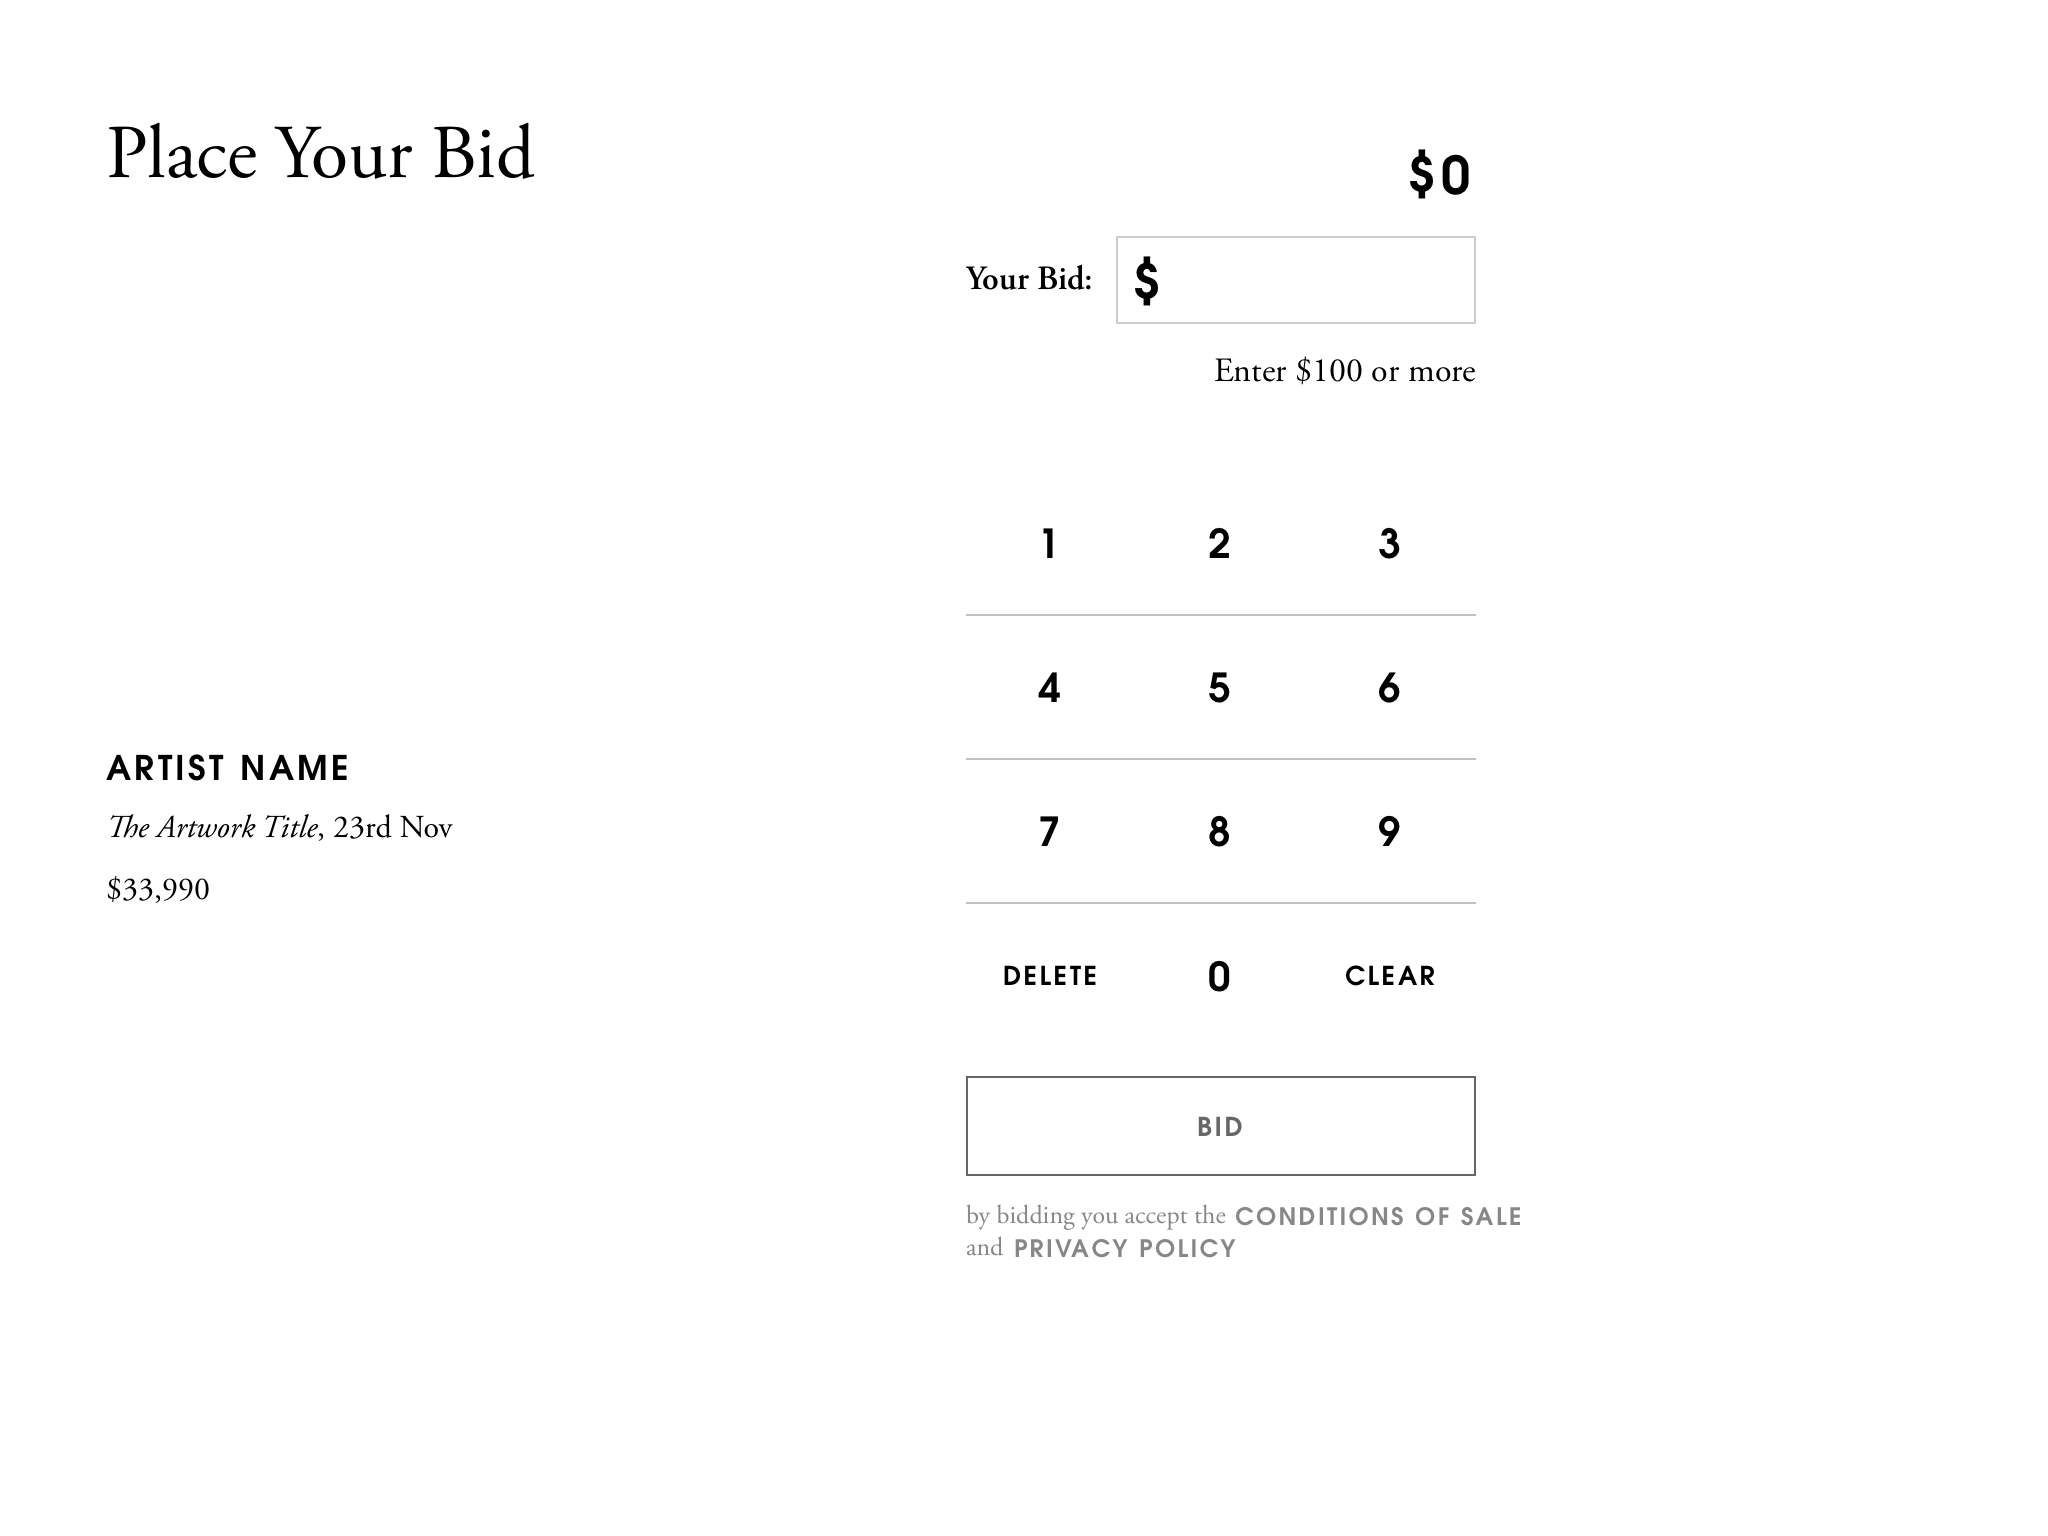 Place Your Bid
$0
Your Bid: $
Enter $100 or more
1 2 3
4 5 6
7 8 9
DELETE 0 CLEAR
BID
by bidding you accept the CONDITIONS OF SALE
and PRIVACY POLICY
ARTIST NAME
The Artwork Title, 23rd Nov
$33,990